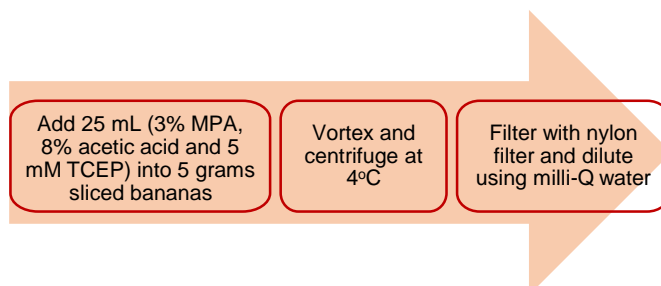 Add 25 mL (3% MPA,
8% acetic acid and 5
mM TCEP) into 5 grams
sliced bananas
Vortex and
centrifuge at
4ºC
Filter with nylon
filter and dilute
using milli-Q water